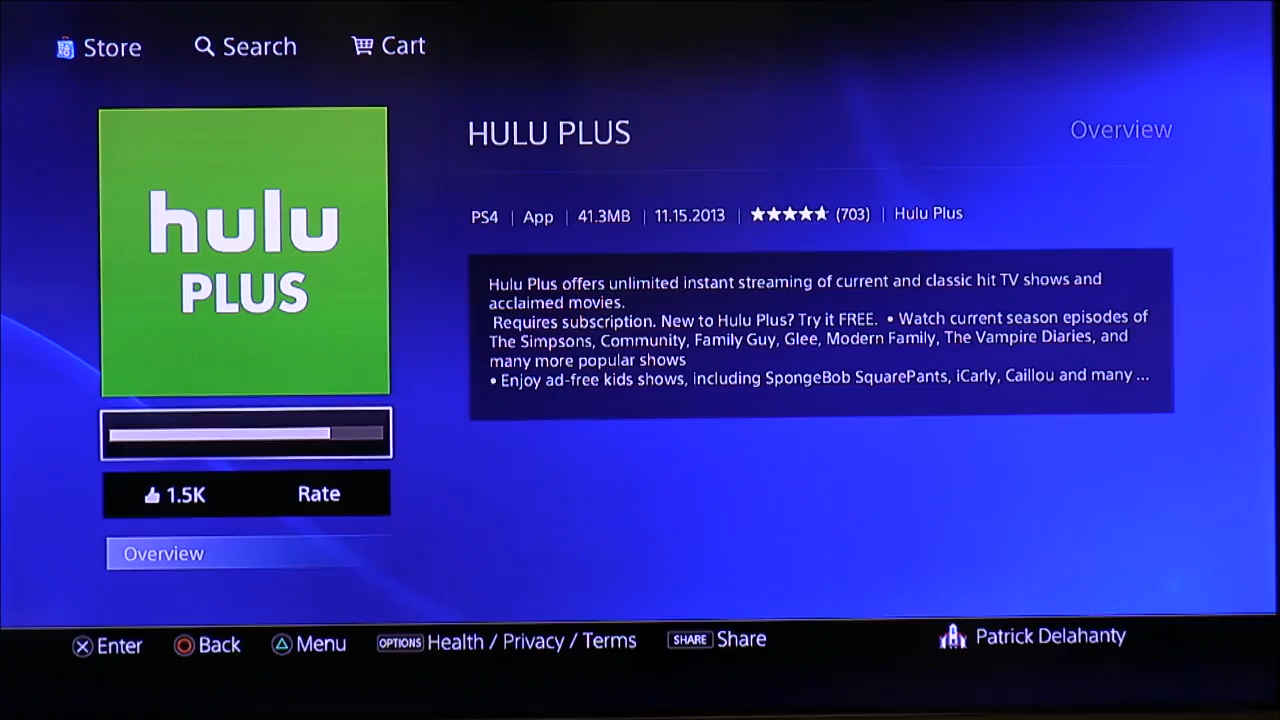 Store Search Cart
hulu
PLUS
HULU PLUS
Overview
PS4 | App | 41.3MB | 11.15.2013 | ★★★★★ (703) | Hulu Plus
Hulu Plus offers unlimited instant streaming of current and classic hit TV shows and
acclaimed movies.
Requires subscription. New to Hulu Plus? Try it FREE. • Watch current season episodes of
The Simpsons, Community, Family Guy, Glee, Modern Family, The Vampire Diaries, and
many more popular shows
• Enjoy ad-free kids shows, including SpongeBob SquarePants, iCarly, Caillou and many ...
1.5K Rate
Overview
Enter Back Menu OPTIONS Health / Privacy / Terms SHARE Share Patrick Delahanty